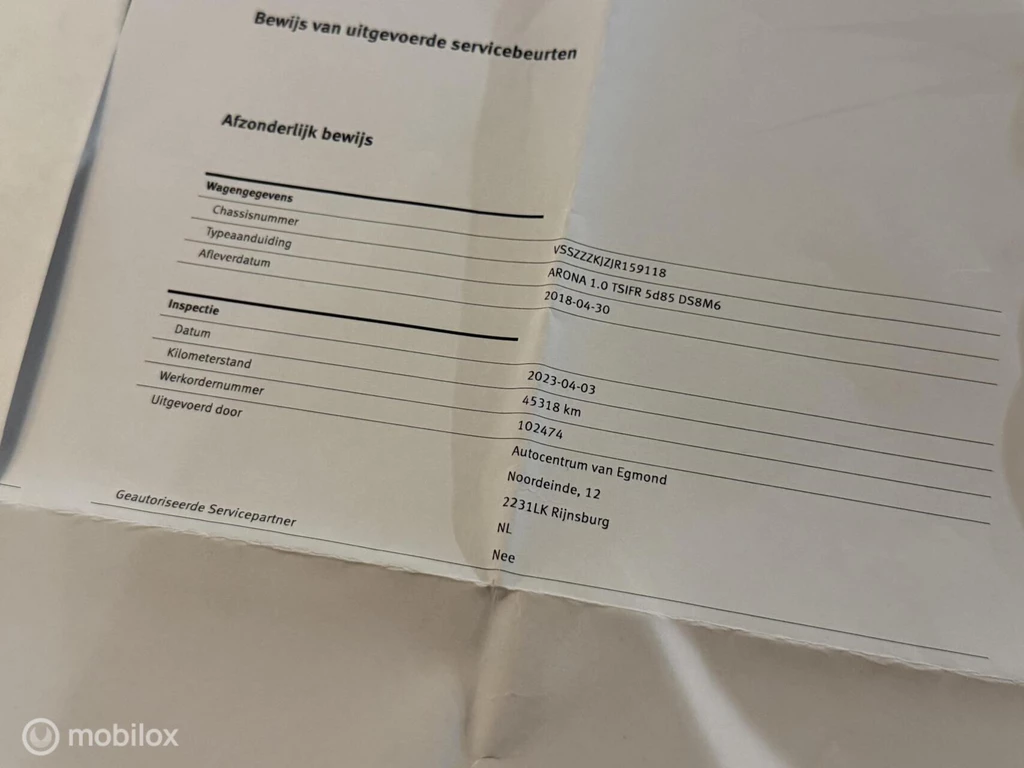 Bewijs van uitgevoerde servicebeurten
Afzonderlijk bewijs
Wagengegevens
Chassisnummer VSSZZZKJZJR159118
Typeaanduiding ARONA 1.0 TSIFR 5d85 DS8M6
Afleverdatum 2018-04-30
Inspectie
Datum 2023-04-03
Kilometerstand 45318 km
Werkordernummer 102474
Uitgevoerd door Autocentrum van Egmond
Noordeinde, 12
2231LK Rijnsburg
NL
Geautoriseerde Servicepartner Nee
mobilox